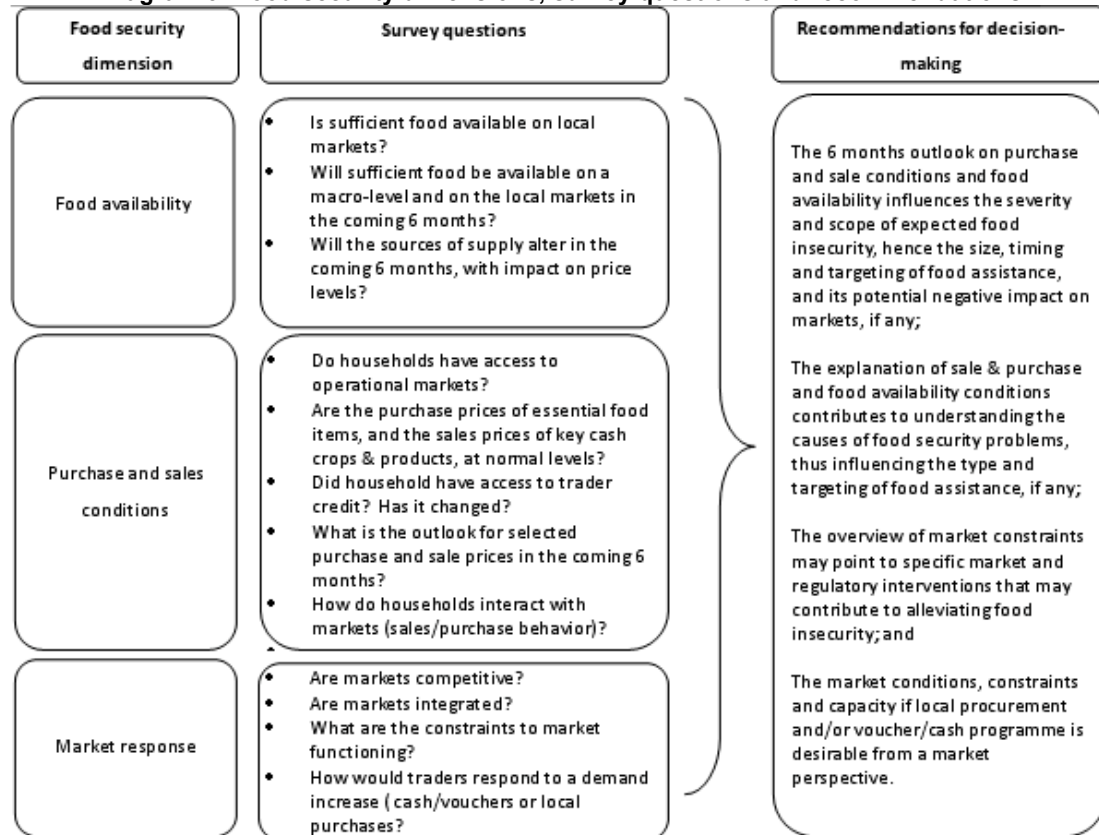 Food security
dimension
Survey questions
Recommendations for decision-
making
Food availability
• Is sufficient food available on local
markets?
• Will sufficient food be available on a
macro-level and on the local markets in
the coming 6 months?
• Will the sources of supply alter in the
coming 6 months, with impact on price
levels?
Purchase and sales
conditions
• Do households have access to
operational markets?
• Are the purchase prices of essential food
items, and the sales prices of key cash
crops & products, at normal levels?
• Did household have access to trader
credit? Has it changed?
• What is the outlook for selected
purchase and sale prices in the coming 6
months?
• How do households interact with
markets (sales/purchase behavior)?
Market response
• Are markets competitive?
• Are markets integrated?
• What are the constraints to market
functioning?
• How would traders respond to a demand
increase ( cash/vouchers or local
purchases?
The 6 months outlook on purchase
and sale conditions and food
availability influences the severity
and scope of expected food
insecurity, hence the size, timing
and targeting of food assistance,
and its potential negative impact on
markets, if any;
The explanation of sale & purchase
and food availability conditions
contributes to understanding the
causes of food security problems,
thus influencing the type and
targeting of food assistance, if any;
The overview of market constraints
may point to specific market and
regulatory interventions that may
contribute to alleviating food
insecurity; and
The market conditions, constraints
and capacity if local procurement
and/or voucher/cash programme is
desirable from a market
perspective.